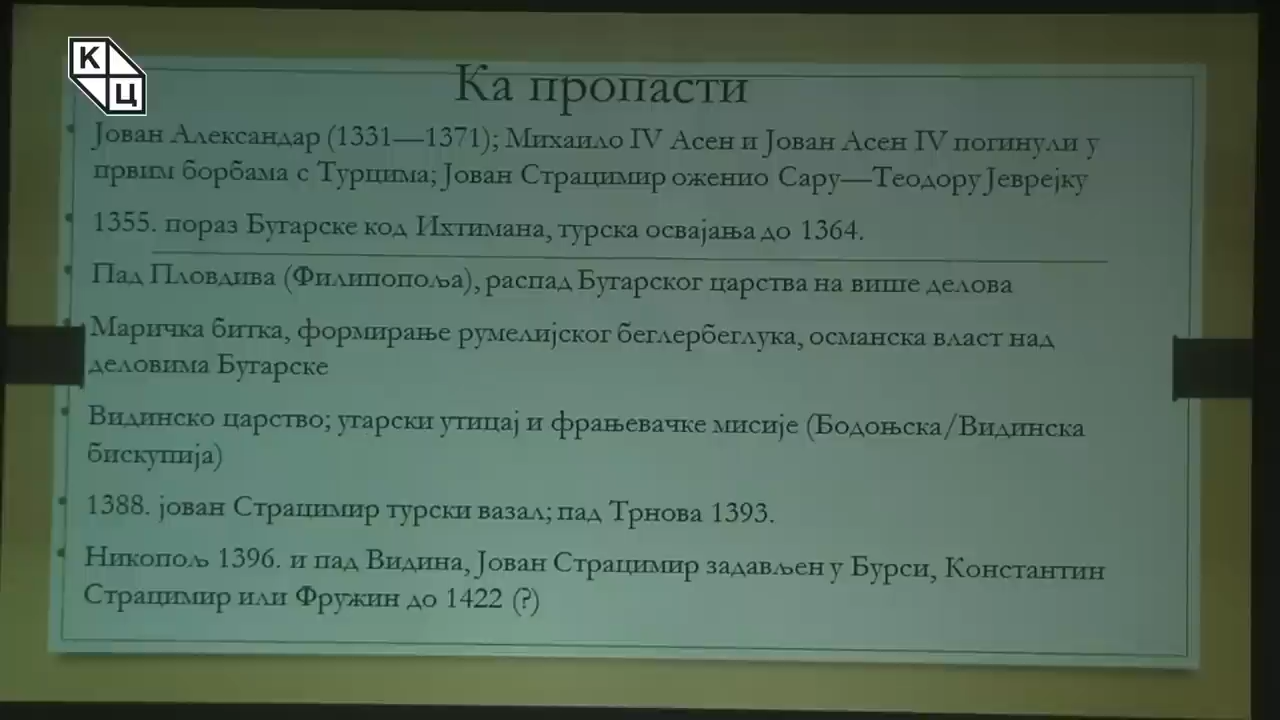 К
Ц
Ка пропасти
Јован Александар (1331—1371); Михаило IV Асен и Јован Асен IV погинули у
првим борбама с Турцима; Јован Страцимир оженио Сару—Теодору Јеврејку
1355. пораз Бугарске код Ихтимана, турска освајања до 1364.
Пад Пловдива (Филипопоља), распад Бугарског царства на више делова
Маричка битка, формирање румелијског беглербеглука, османска власт над
деловима Бугарске
Видинско царство; угарски утицај и фрањевачке мисије (Бодоњска/Видинска
бискупија)
1388. јован Страцимир турски вазал; пад Трнова 1393.
Никопољ 1396. и пад Видина, Јован Страцимир задављен у Бурси, Константин
Страцимир или Фружин до 1422 (?)